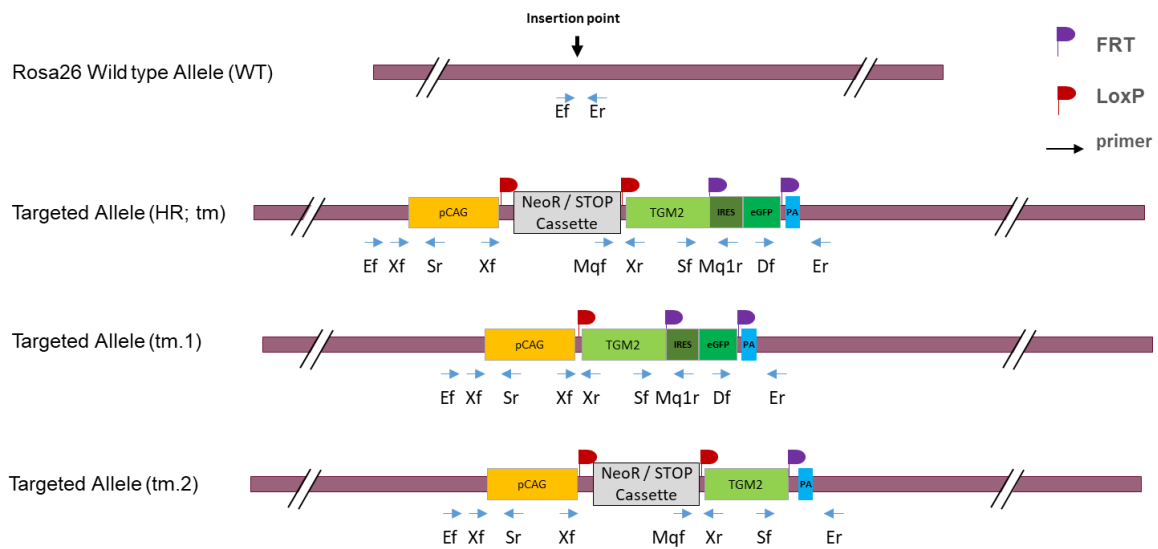 Insertion point
FRT
Rosa26 Wild type Allele (WT)
LoxP
Ef Er
primer
Targeted Allele (HR; tm)
pCAG
NeoR / STOP
Cassette
TGM2 IRES eGFP PA
Ef Xf Sr Xf Mqf Xr Sf Mq1r Df Er
Targeted Allele (tm.1)
pCAG TGM2 IRES eGFP PA
Ef Xf Sr Xf Xr Sf Mq1r Df Er
Targeted Allele (tm.2)
pCAG
NeoR / STOP
Cassette
TGM2 PA
Ef Xf Sr Xf Mqf Xr Sf Er